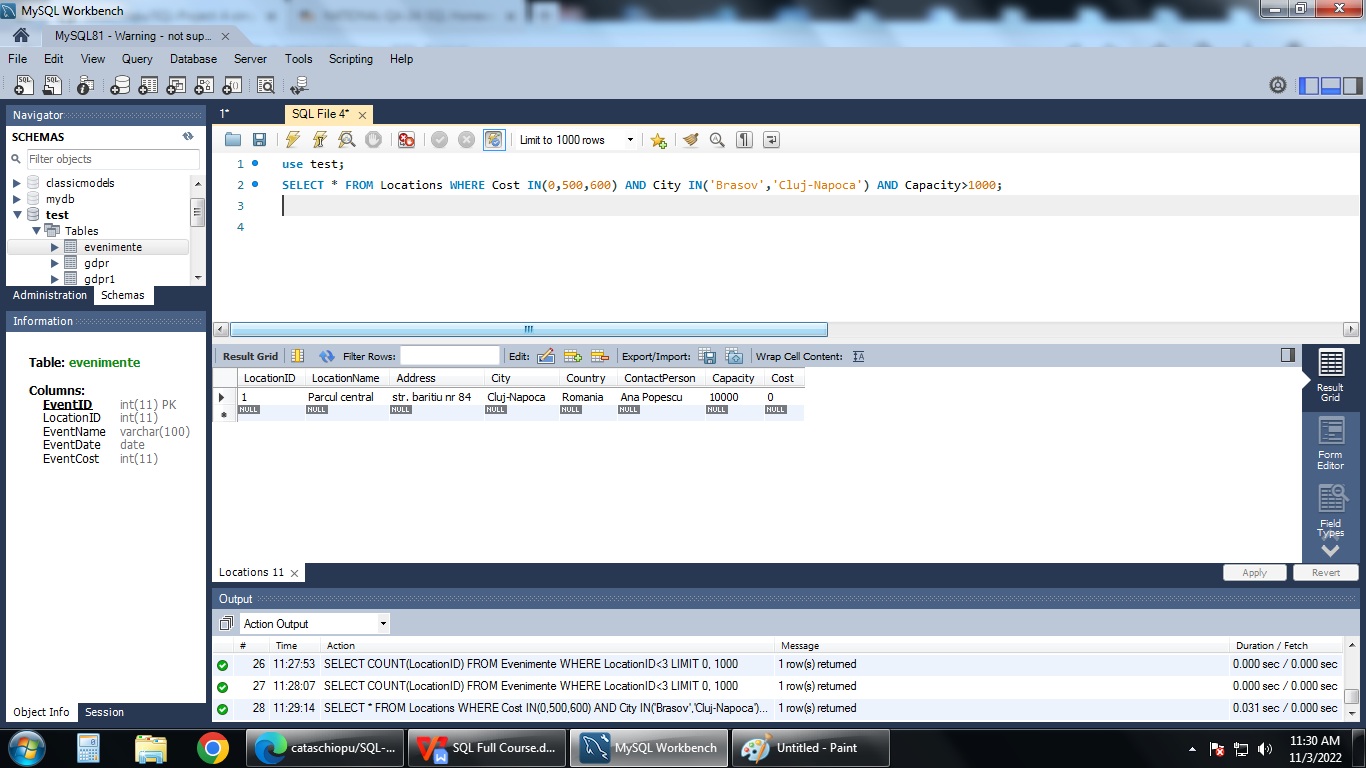 MySQL Workbench
MySQL81 - Warning - not sup...
File Edit View Query Database Server Tools Scripting Help
Navigator
1*
SQL File 4*
SCHEMAS
Filter objects
classicmodels
mydb
test
Tables
evenimente
gdpr
gdpr1
Administration Schemas
Limit to 1000 rows
1 use test;
2 SELECT * FROM Locations WHERE Cost IN(0,500,600) AND City IN('Brasov','Cluj-Napoca') AND Capacity>1000;
3
4
Information
Table: evenimente
Columns:
EventID int(11) PK
LocationID int(11)
EventName varchar(100)
EventDate date
EventCost int(11)
Object Info Session
Result Grid Filter Rows: Edit: Export/Import: Wrap Cell Content:
LocationID LocationName Address City Country ContactPerson Capacity Cost
1 Parcul central str. baritiu nr 84 Cluj-Napoca Romania Ana Popescu 10000 0
NULL NULL NULL NULL NULL NULL NULL NULL
Result
Grid
Form
Editor
Field
Types
Locations 11
Apply Revert
Output
Action Output
# Time Action Message Duration / Fetch
26 11:27:53 SELECT COUNT(LocationID) FROM Evenimente WHERE LocationID<3 LIMIT 0, 1000 1 row(s) returned 0.000 sec / 0.000 sec
27 11:28:07 SELECT COUNT(LocationID) FROM Evenimente WHERE LocationID<3 LIMIT 0, 1000 1 row(s) returned 0.000 sec / 0.000 sec
28 11:29:14 SELECT * FROM Locations WHERE Cost IN(0,500,600) AND City IN('Brasov','Cluj-Napoca')... 1 row(s) returned 0.031 sec / 0.000 sec
cataschiopu/SQL-...
SQL Full Course.d...
MySQL Workbench
Untitled - Paint
11:30 AM
11/3/2022